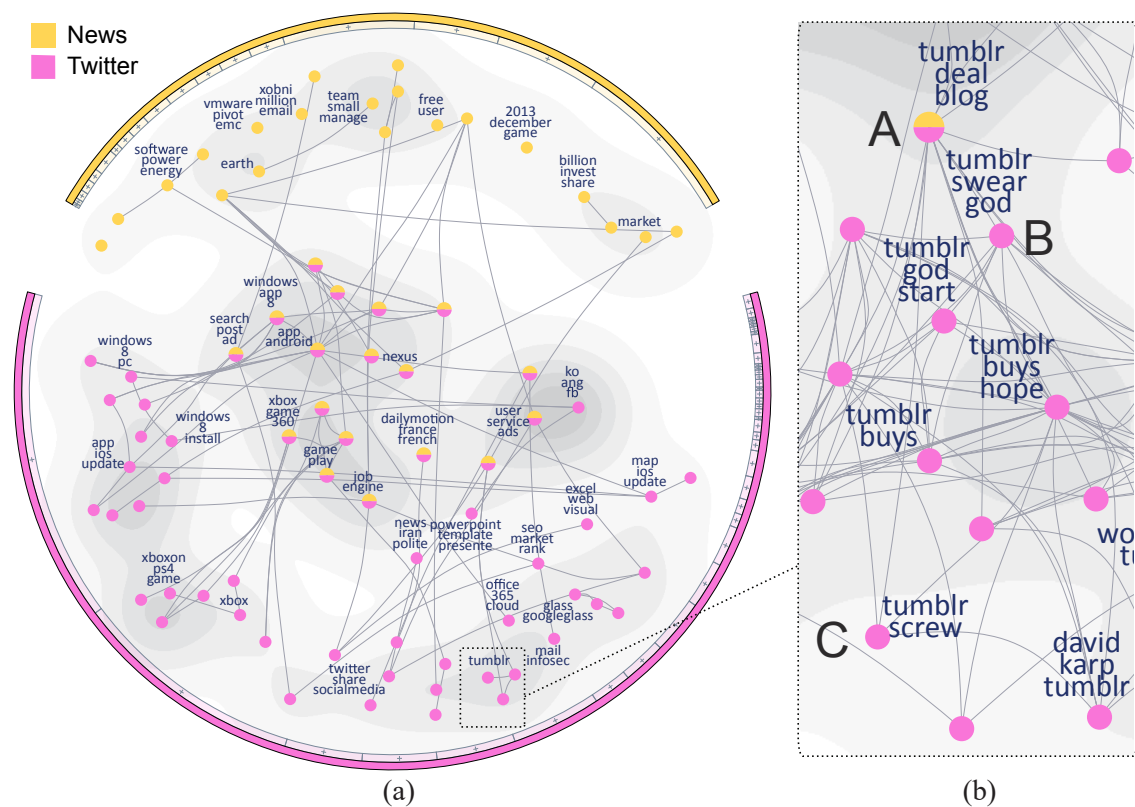 News
Twitter
xobni
million
email
vmware
pivot
emc
team
small
manage
free
user
2013
december
game
software
power
energy
earth
billion
invest
share
market
windows
app
8
search
post
ad
app
android
nexus
windows
8
pc
xbox
game
360
dailymotion
france
french
user
service
ads
ko
ang
fb
windows
8
install
app
ios
update
game
play
job
engine
map
ios
update
excel
web
visual
news
iran
polite
powerpoint
template
presente
seo
market
rank
xboxon
ps4
game
xbox
office
365
cloud
glass
googleglass
mail
infosec
twitter
share
socialmedia
tumblr
(a)
tumblr
deal
blog
A
tumblr
swear
god
B
tumblr
god
start
tumblr
buys
hope
tumblr
buys
wo
tu
tumblr
screw
C
david
karp
tumblr
(b)